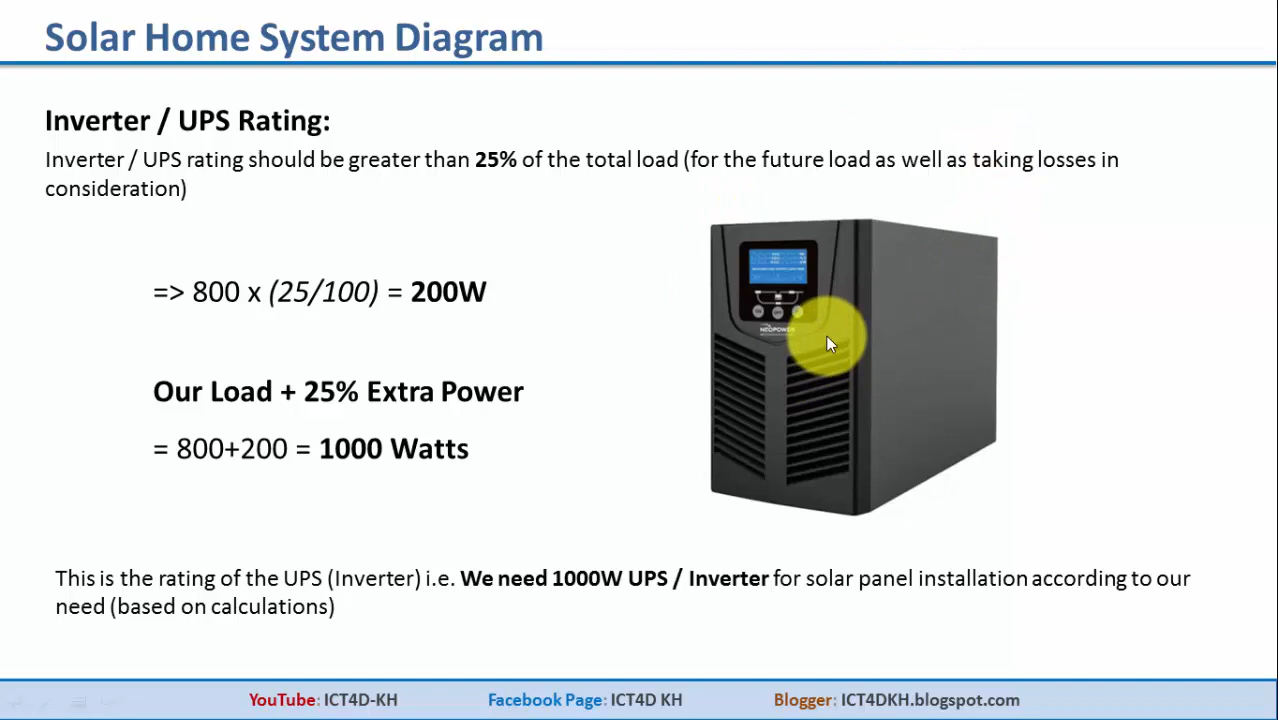 Solar Home System Diagram
Inverter / UPS Rating:
Inverter / UPS rating should be greater than 25% of the total load (for the future load as well as taking losses in
consideration)
=> 800 x (25/100) = 200W
Our Load + 25% Extra Power
= 800+200 = 1000 Watts
NEOPOWER
This is the rating of the UPS (Inverter) i.e. We need 1000W UPS / Inverter for solar panel installation according to our
need (based on calculations)
YouTube: ICT4D-KH Facebook Page: ICT4D KH Blogger: ICT4DKH.blogspot.com